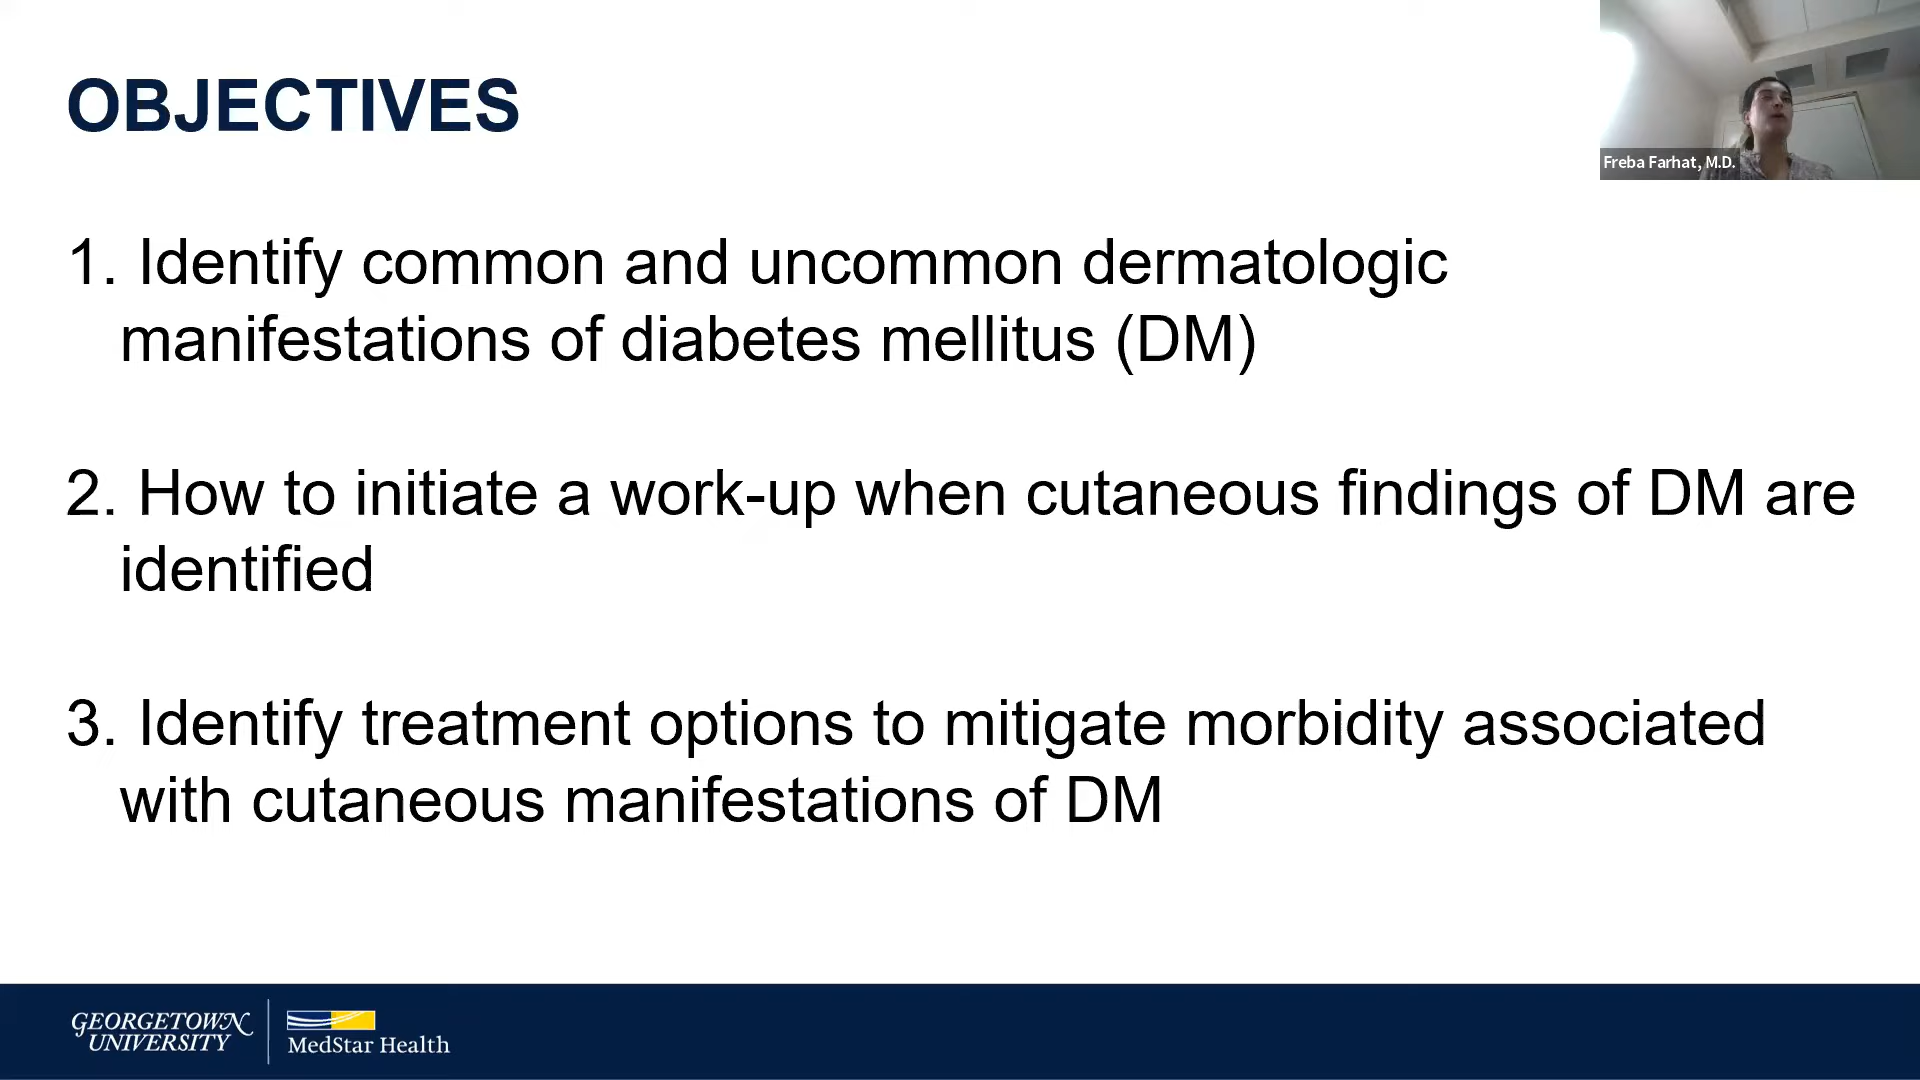 OBJECTIVES
Freba Farhat, M.D.
1. Identify common and uncommon dermatologic
manifestations of diabetes mellitus (DM)
2. How to initiate a work-up when cutaneous findings of DM are
identified
3. Identify treatment options to mitigate morbidity associated
with cutaneous manifestations of DM
GEORGETOWN
UNIVERSITY
MedStar Health